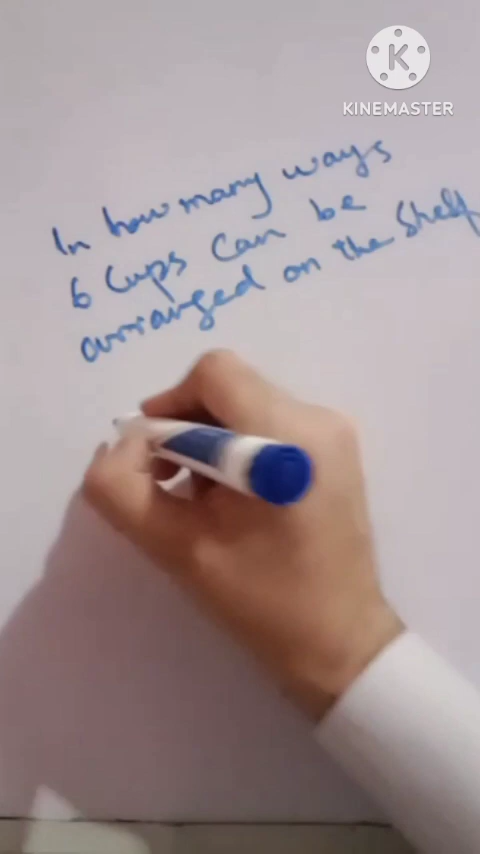 KINEMASTER
In how many ways
6 Cups Can be
arranged on the Shelf